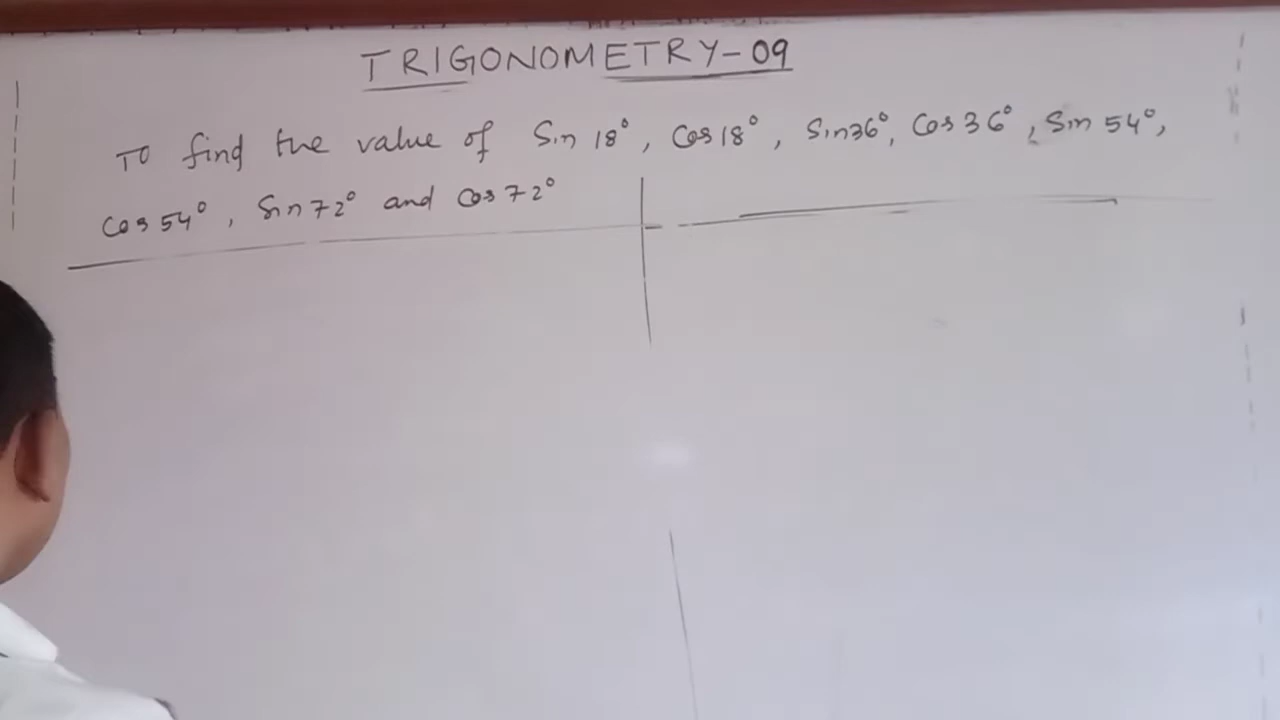 TRIGONOMETRY-09
To find the value of Sin 18°, Cos 18°, Sin 36°, Cos 36°, Sin 54°,
Cos 54°, Sin 72° and Cos 72°